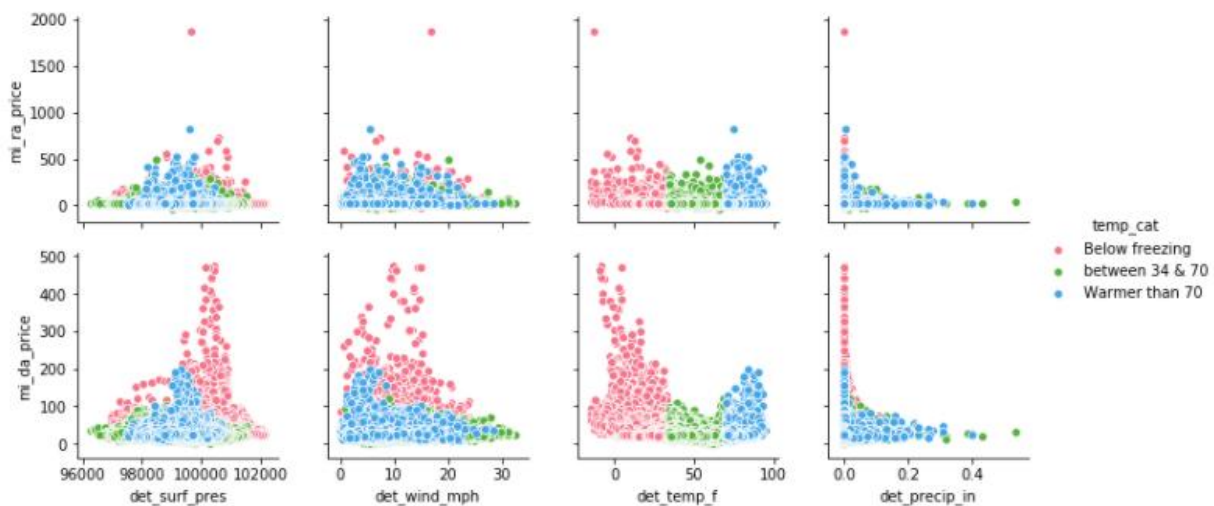 2000
1500
1000
500
0
mi_ra_price
500
400
300
200
100
0
mi_da_price
96000 98000 100000 102000
det_surf_pres
0 10 20 30
det_wind_mph
0 50 100
det_temp_f
0.0 0.2 0.4
det_precip_in
temp_cat
Below freezing
between 34 & 70
Warmer than 70